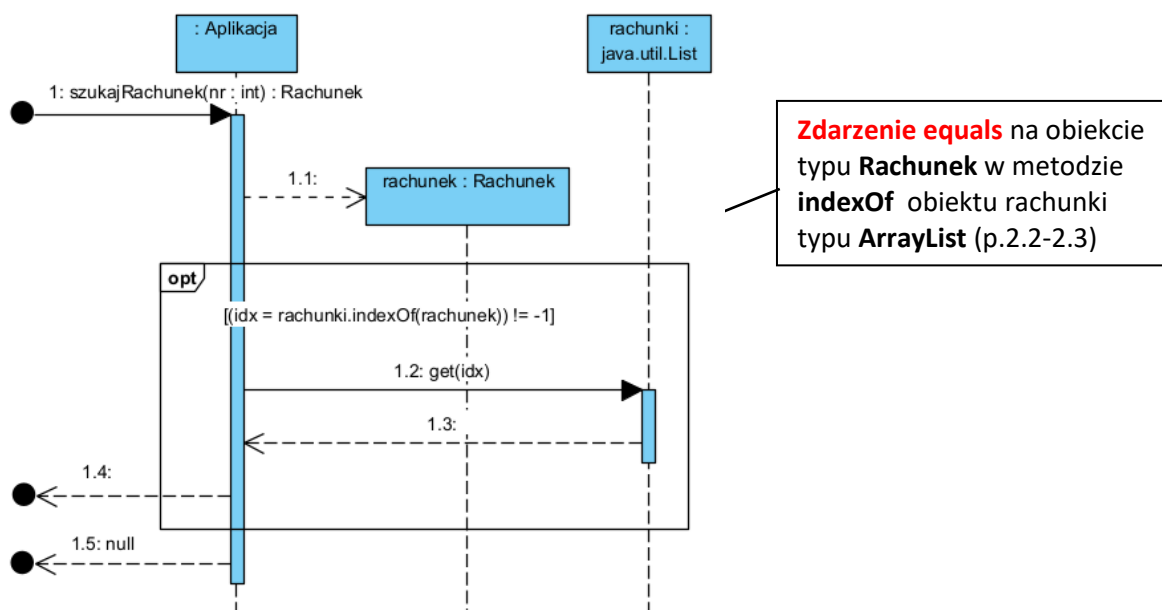 : Aplikacja
rachunki :
java.util.List
1: szukajRachunek(nr : int) : Rachunek
Zdarzenie equals na obiekcie
typu Rachunek w metodzie
indexOf obiektu rachunki
typu ArrayList (p.2.2-2.3)
1.1:
rachunek : Rachunek
opt
[(idx = rachunki.indexOf(rachunek)) != -1]
1.2: get(idx)
1.3:
1.4:
1.5: null